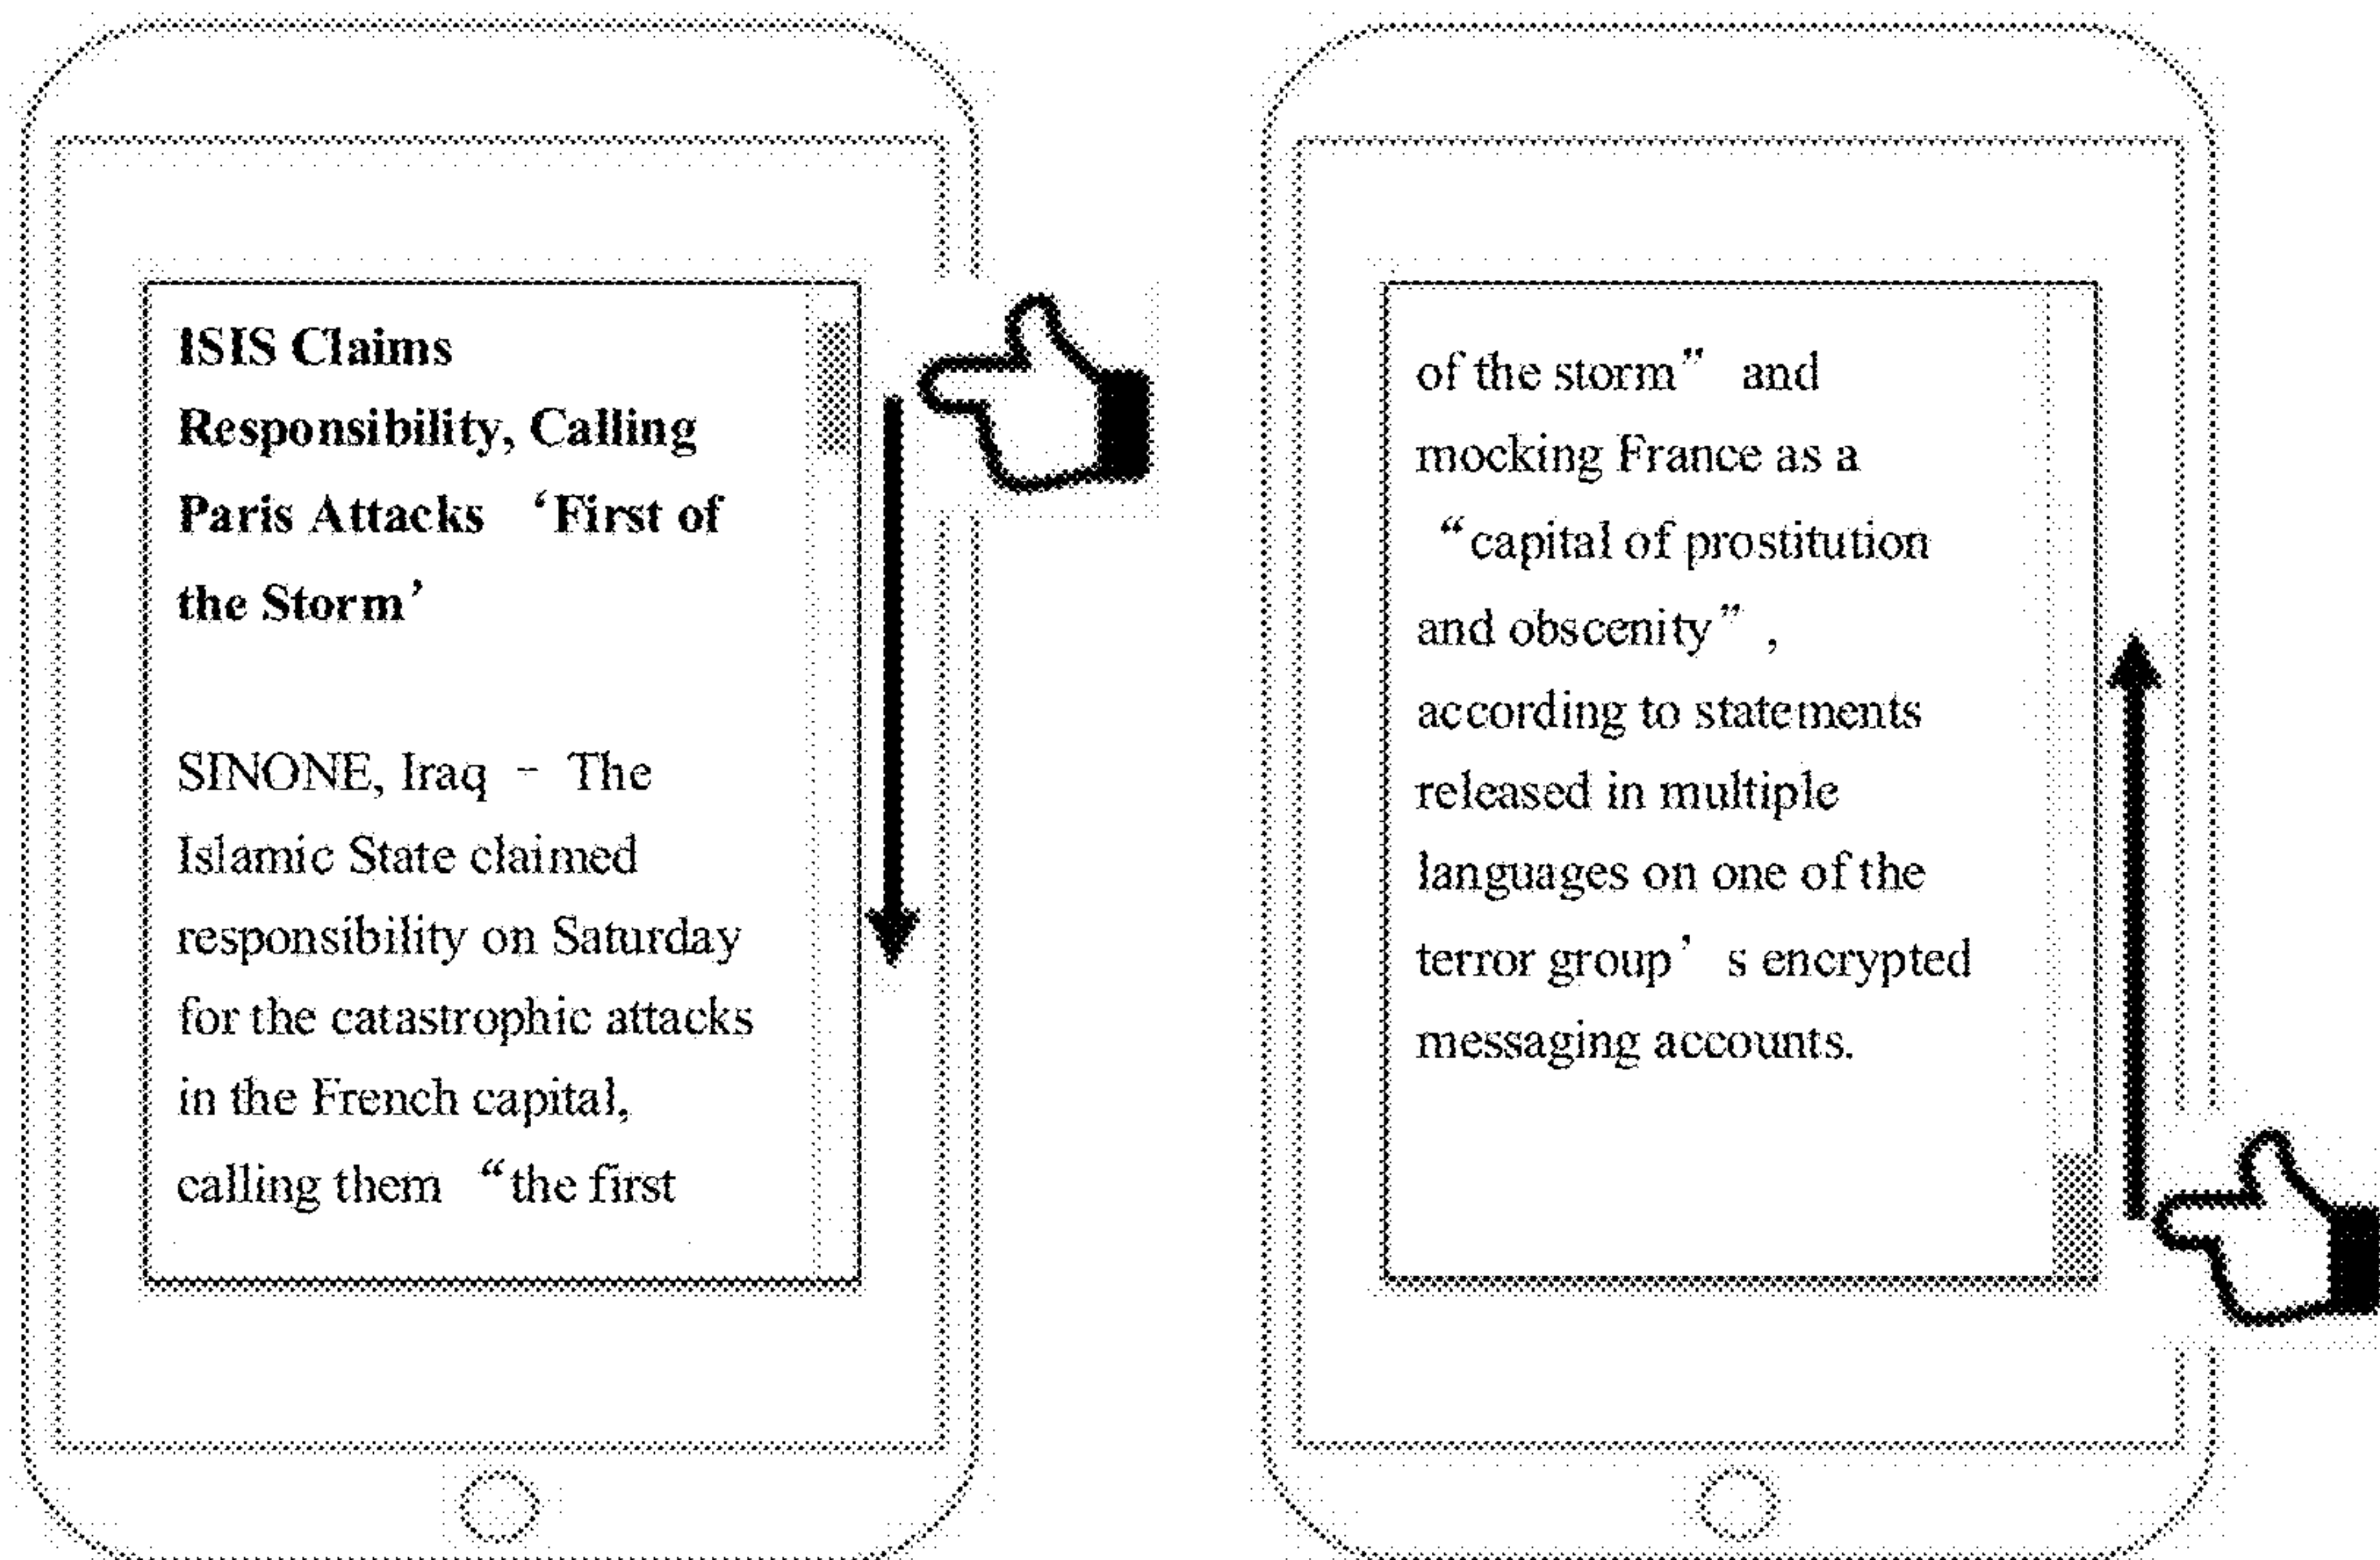 ISIS Claims
Responsibility, Calling
Paris Attacks ‘First of
the Storm’
SINONE, Iraq – The
Islamic State claimed
responsibility on Saturday
for the catastrophic attacks
in the French capital,
calling them “the first
of the storm” and
mocking France as a
“capital of prostitution
and obscenity”,
according to statements
released in multiple
languages on one of the
terror group’s encrypted
messaging accounts.